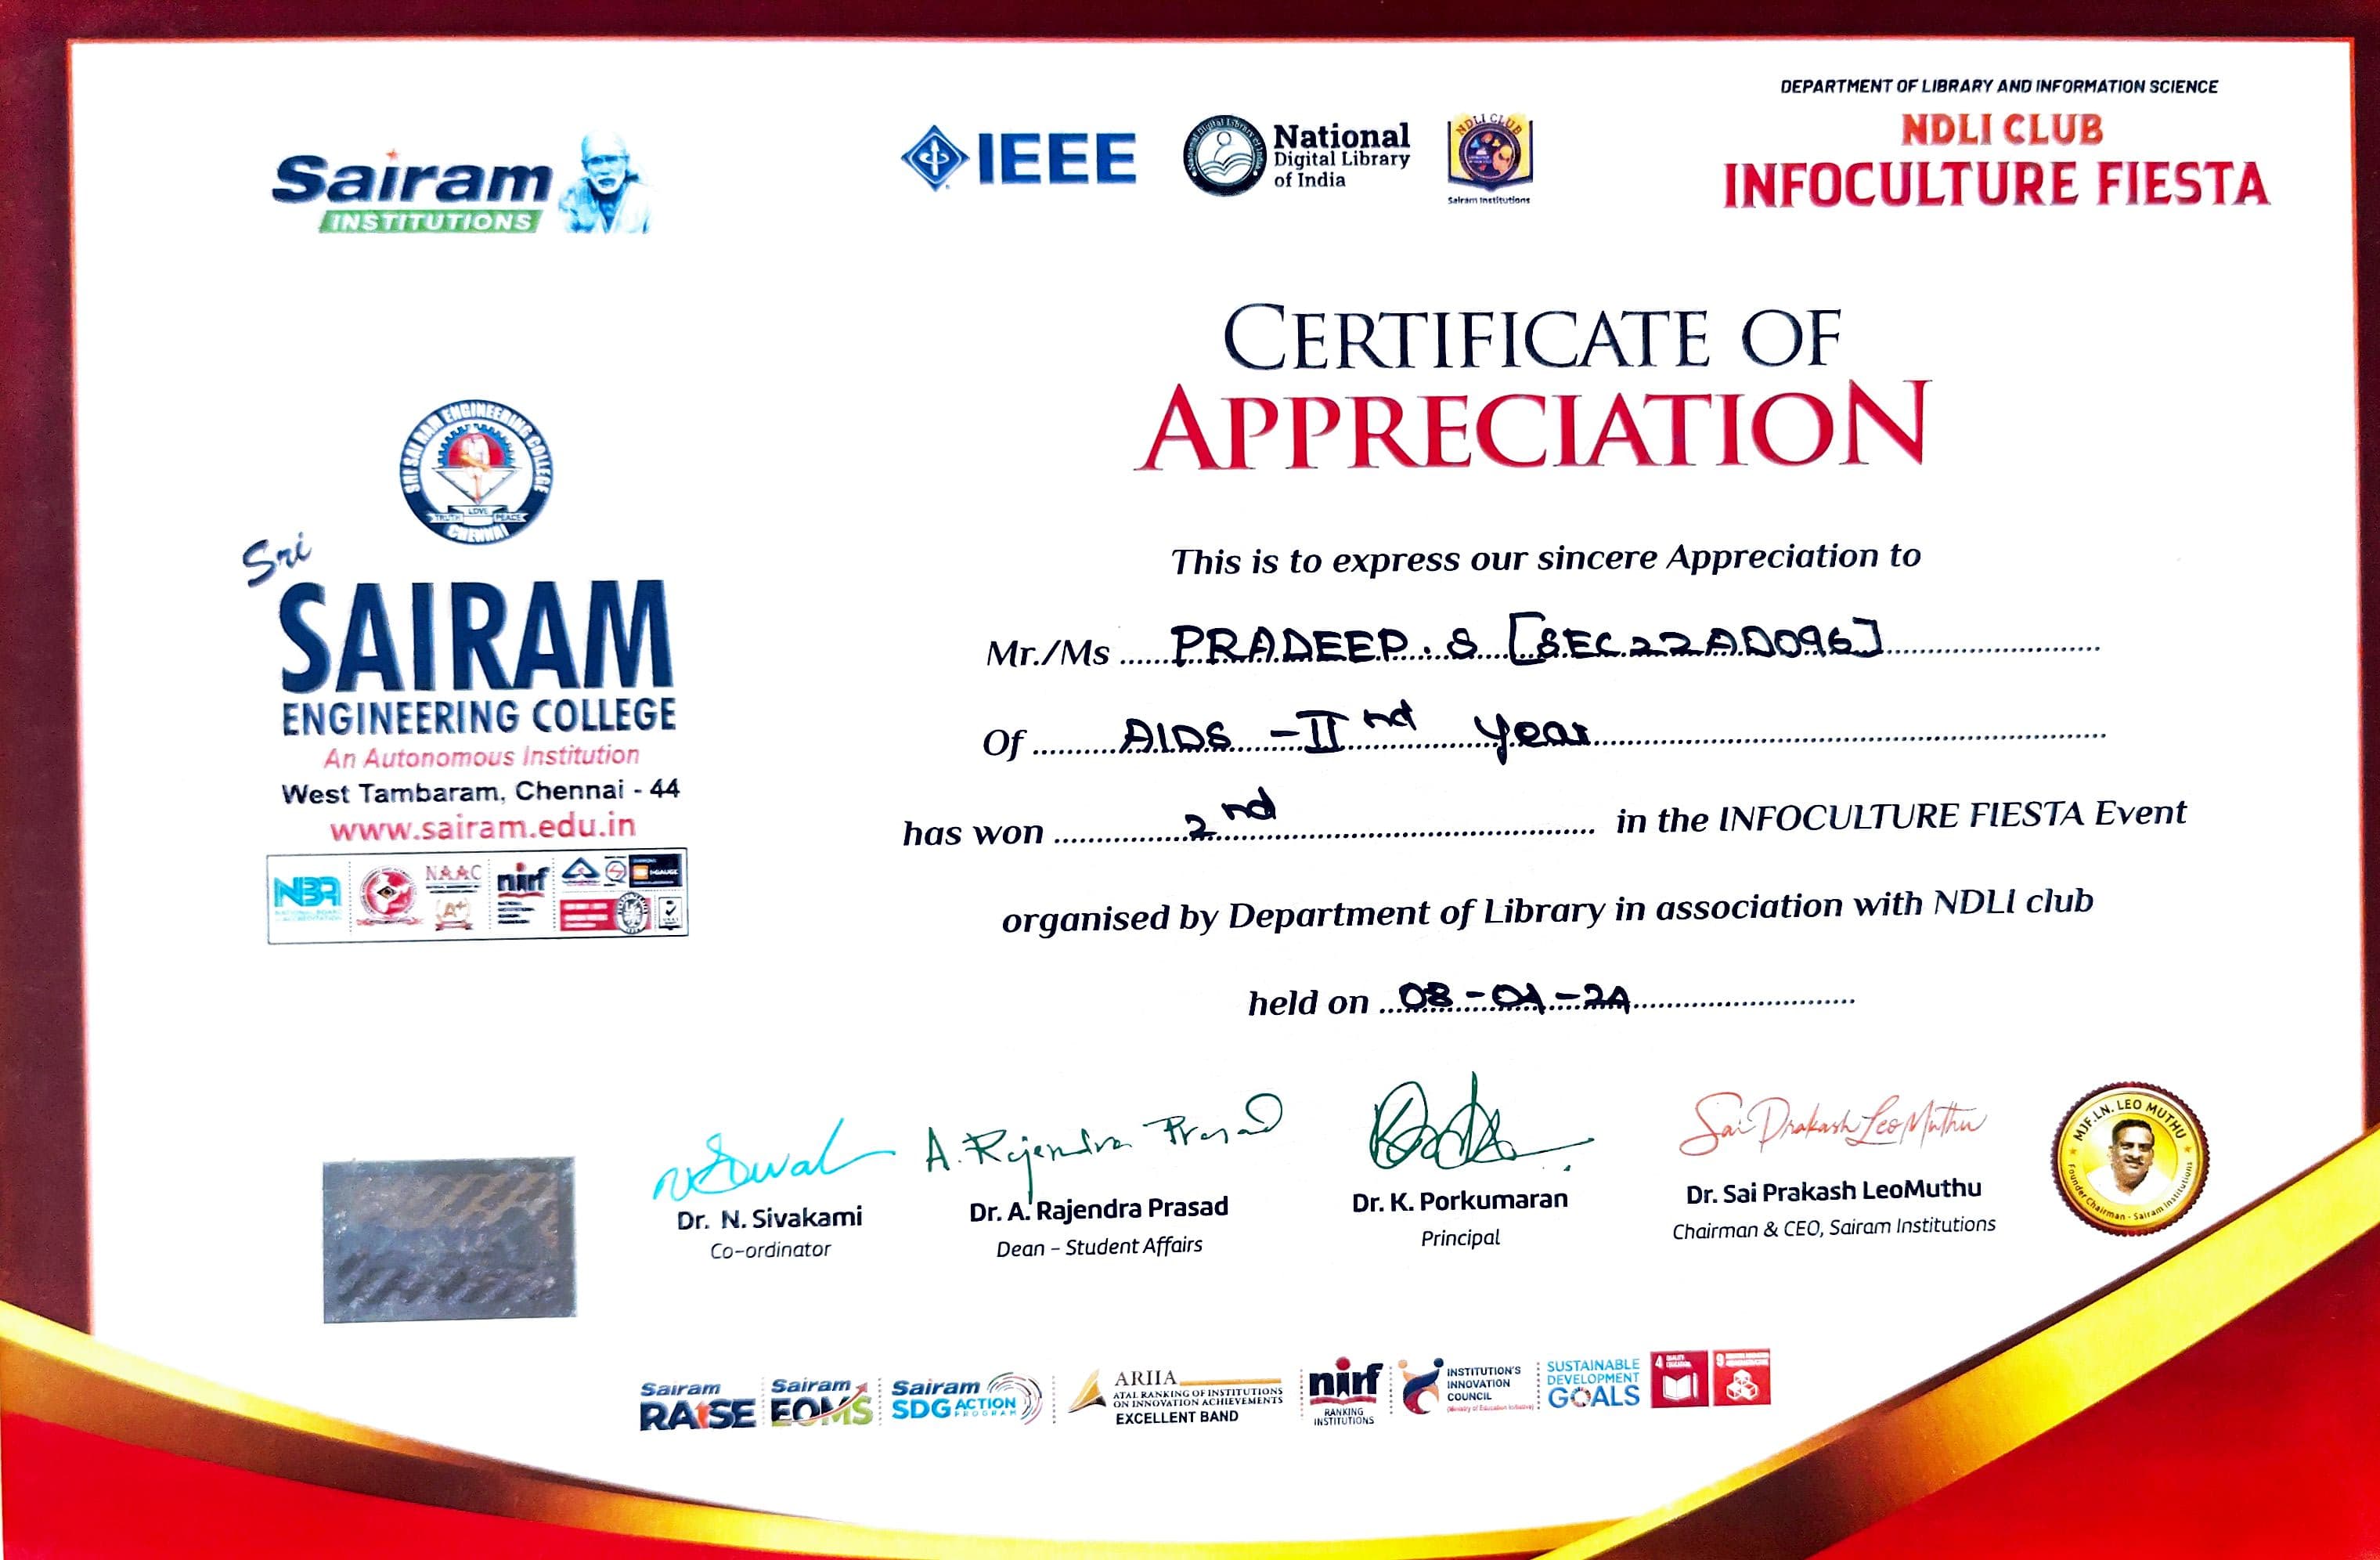 DEPARTMENT OF LIBRARY AND INFORMATION SCIENCE
NDLI CLUB
INFOCULTURE FIESTA
Sairam
INSTITUTIONS
IEEE
National
Digital Library
of India
NDLI CLUB
Sairam Institutions
CERTIFICATE OF
APPRECIATION
SRI SAI RAM ENGINEERING COLLEGE
TRUTH LOVE PEACE
CHENNAI
Sri
SAIRAM
ENGINEERING COLLEGE
An Autonomous Institution
West Tambaram, Chennai - 44
www.sairam.edu.in
NBA
NAAC
A+
nirf
This is to express our sincere Appreciation to
Mr./Ms ...... PRADEEP. S [SEC22AD096] ......
Of ...... AIDS - IInd year ......
has won ...... 2nd ...... in the INFOCULTURE FIESTA Event
organised by Department of Library in association with NDLI club
held on ...... 08-04-24 ......
A. Rajendra Prasad
Sai Prakash LeoMuthu
Dr. N. Sivakami
Co-ordinator
Dr. A. Rajendra Prasad
Dean - Student Affairs
Dr. K. Porkumaran
Principal
Dr. Sai Prakash LeoMuthu
Chairman & CEO, Sairam Institutions
MJF.LN. LEO MUTHU
Founder Chairman - Sairam Institutions
Sairam
RAISE
Sairam
EOMS
Sairam
SDG ACTION
PROGRAM
ARIIA
ATAL RANKING OF INSTITUTIONS
ON INNOVATION ACHIEVEMENTS
EXCELLENT BAND
nirf
RANKING
INSTITUTIONS
INSTITUTION'S
INNOVATION
COUNCIL
(Ministry of Education Initiative)
SUSTAINABLE
DEVELOPMENT
GOALS
4 QUALITY
EDUCATION
9